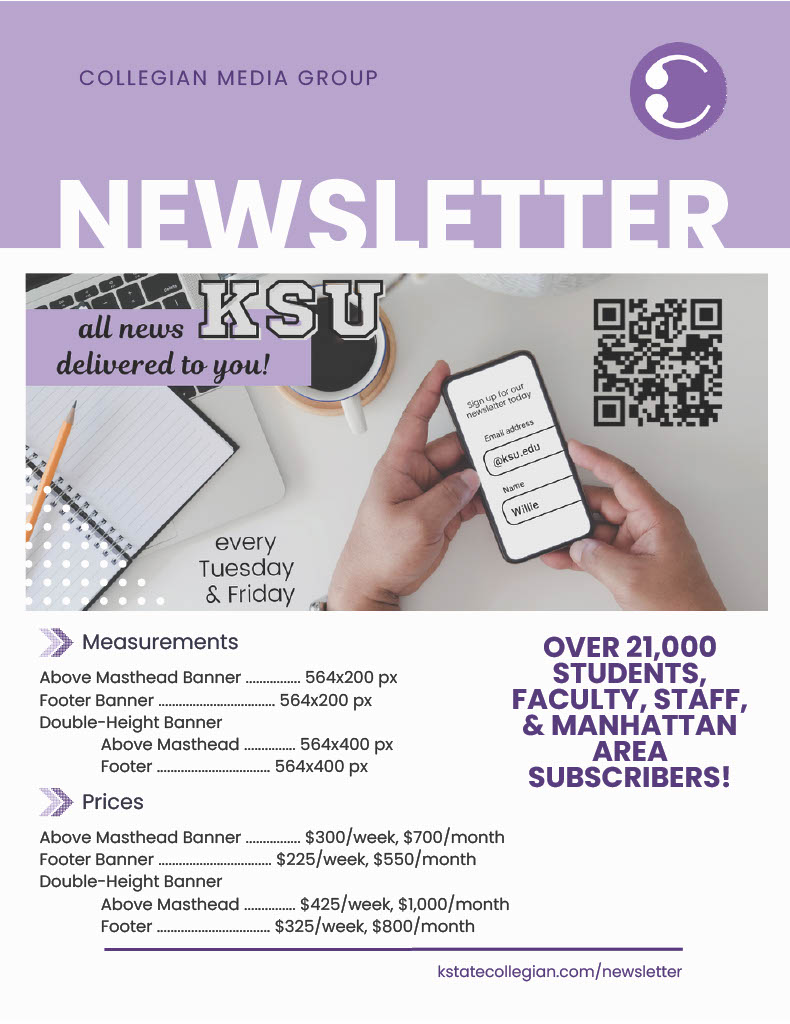 COLLEGIAN MEDIA GROUP
NEWSLETTER
all news KSU
delivered to you!
Sign up for our
newsletter today
Email address
@ksu.edu
Name
Willie
every
Tuesday
& Friday
Measurements
Above Masthead Banner ................ 564x200 px
Footer Banner .................................. 564x200 px
Double-Height Banner
Above Masthead ............... 564x400 px
Footer ................................. 564x400 px
OVER 21,000
STUDENTS,
FACULTY, STAFF,
& MANHATTAN
AREA
SUBSCRIBERS!
Prices
Above Masthead Banner ................ $300/week, $700/month
Footer Banner ................................. $225/week, $550/month
Double-Height Banner
Above Masthead ............... $425/week, $1,000/month
Footer ................................. $325/week, $800/month
kstatecollegian.com/newsletter